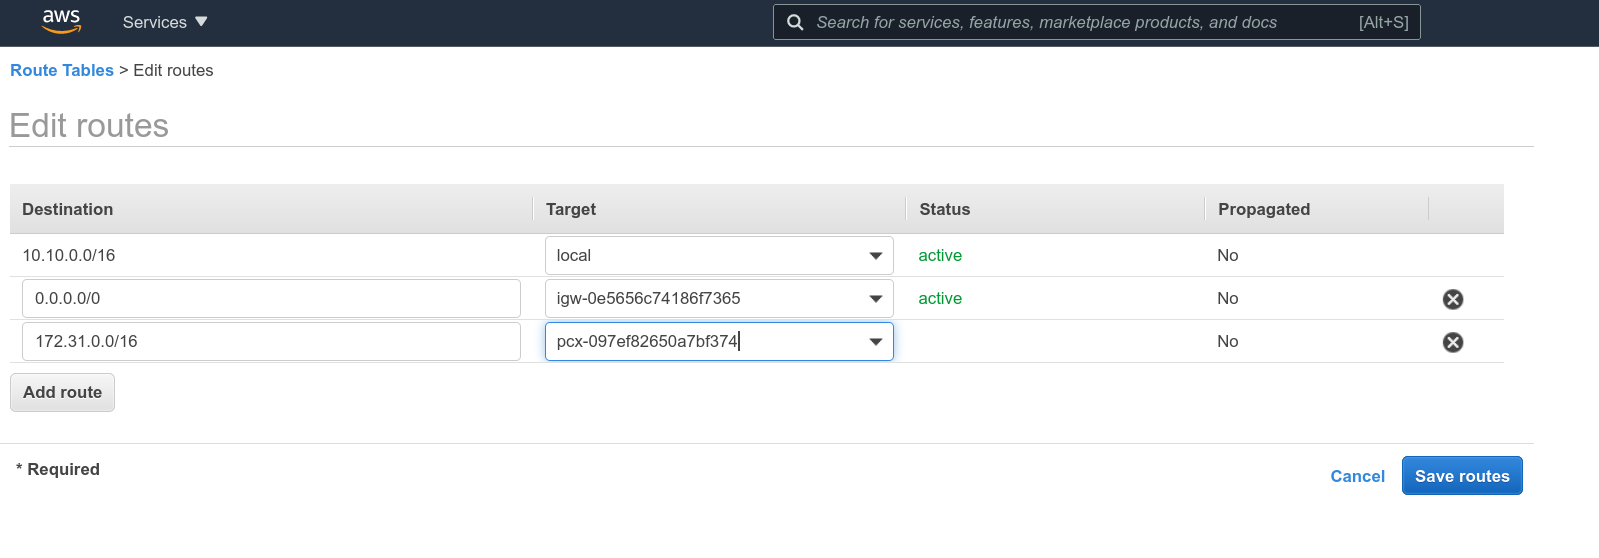 aws Services Search for services, features, marketplace products, and docs [Alt+S]
Route Tables > Edit routes
Edit routes
Destination Target Status Propagated
10.10.0.0/16 local active No
0.0.0.0/0 igw-0e5656c74186f7365 active No
172.31.0.0/16 pcx-097ef82650a7bf374 No
Add route
* Required
Cancel Save routes